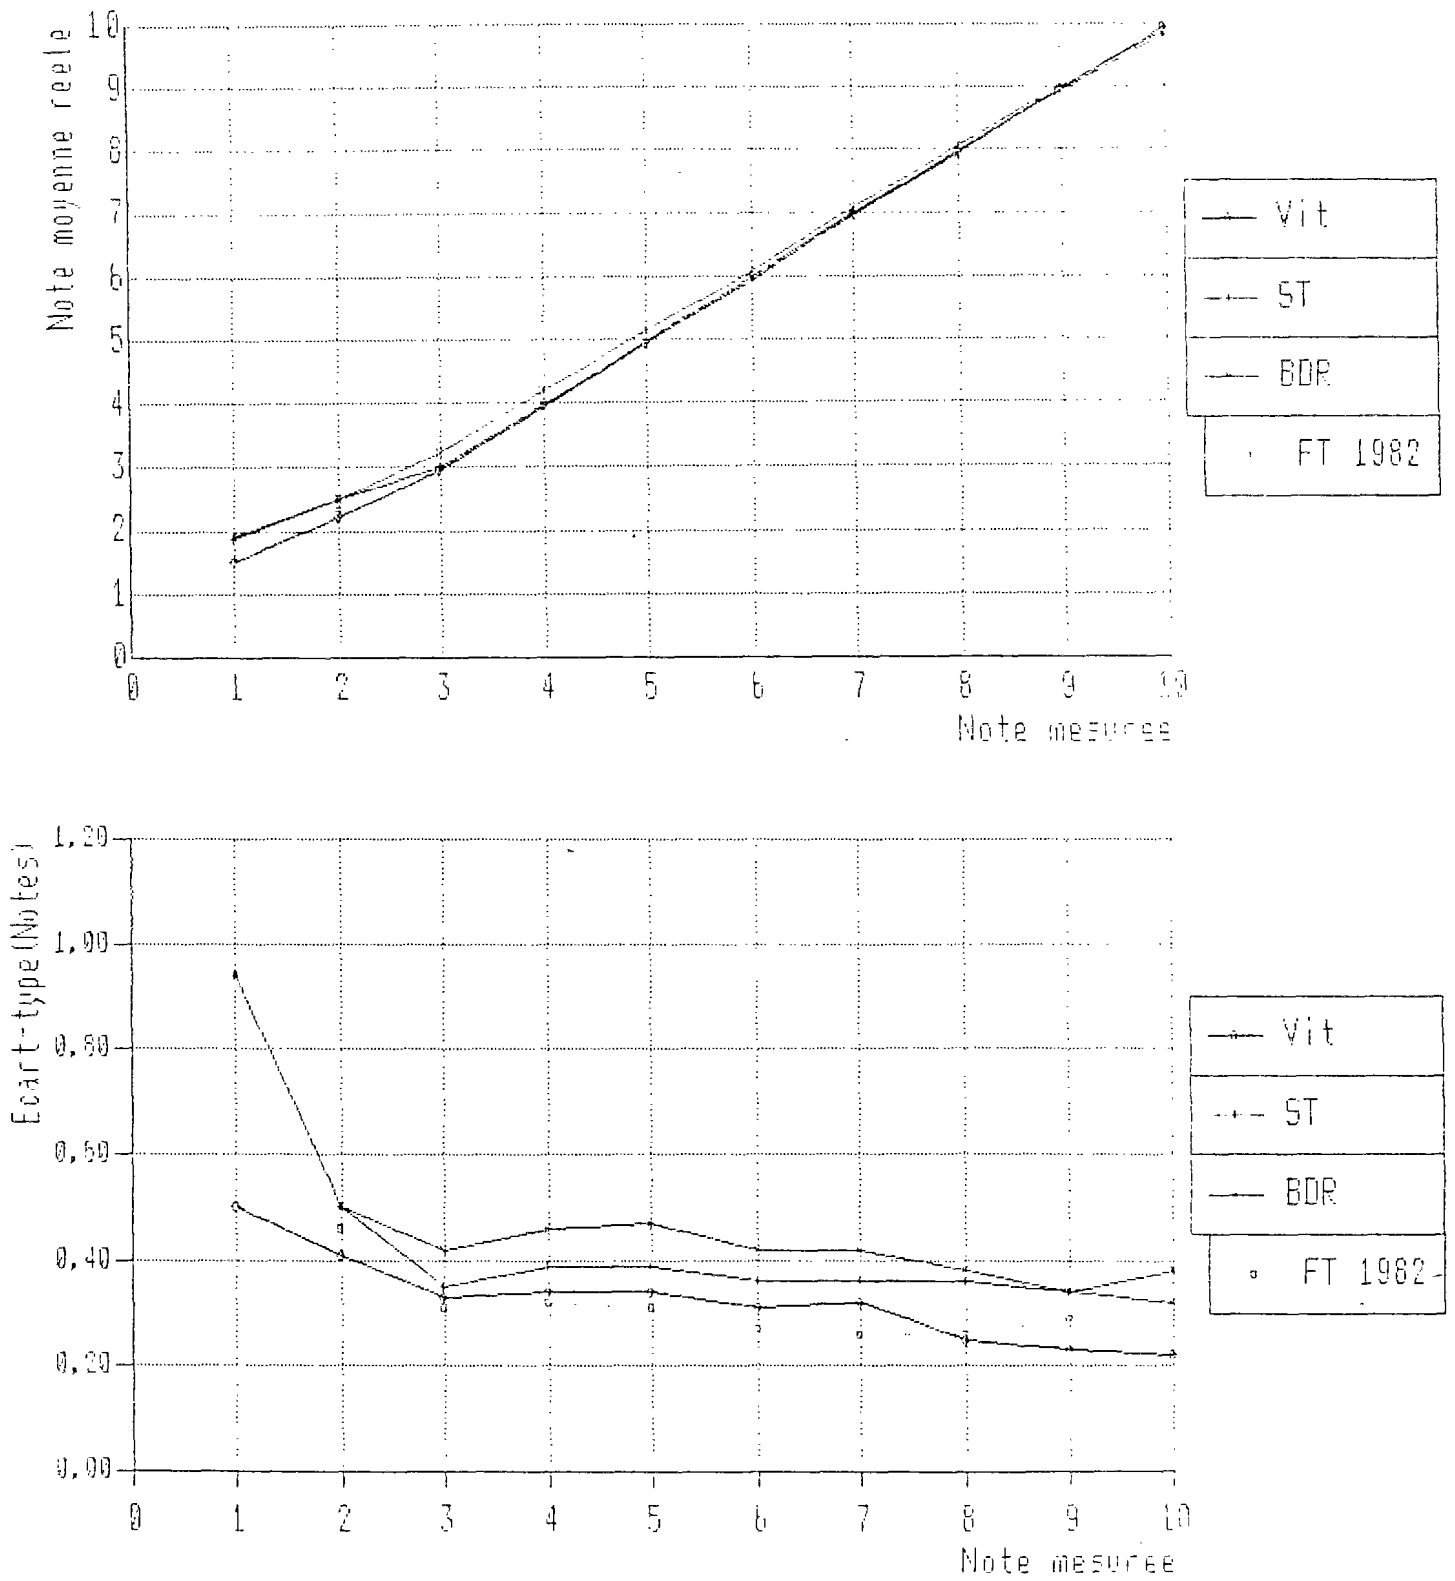 Note moyenne reele
10
9
8
7
6
5
4
3
2
1
0
0 1 2 3 4 5 6 7 8 9 10
Note mesuree
Vit
ST
BDR
FT 1982
Ecart-type(Notes)
1,20
1,00
0,80
0,60
0,40
0,20
0,00
0 1 2 3 4 5 6 7 8 9 10
Note mesuree
Vit
ST
BDR
FT 1982